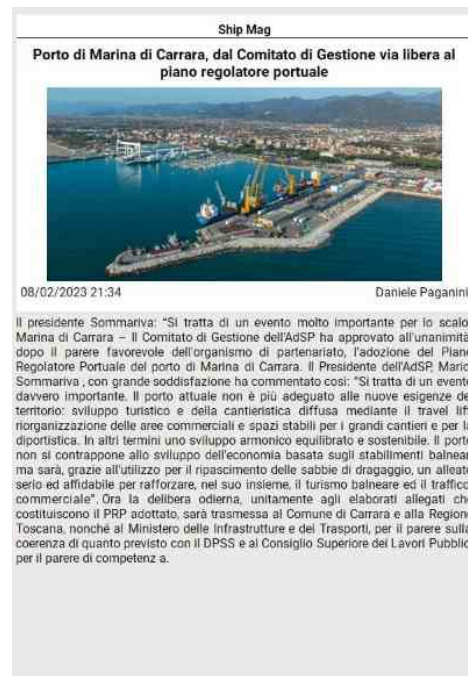 Ship Mag
Porto di Marina di Carrara, dal Comitato di Gestione via libera al
piano regolatore portuale
08/02/2023 21:34
Daniele Paganini
Il presidente Sommariva: “Si tratta di un evento molto importante per lo scalo”
Marina di Carrara – Il Comitato di Gestione dell’AdSP ha approvato all’unanimità,
dopo il parere favorevole dell’organismo di partenariato, l’adozione del Piano
Regolatore Portuale del porto di Marina di Carrara. Il Presidente dell’AdSP, Mario
Sommariva , con grande soddisfazione ha commentato così: “Si tratta di un evento
davvero importante. Il porto attuale non è più adeguato alle nuove esigenze del
territorio: sviluppo turistico e della cantieristica diffusa mediante il travel lift,
riorganizzazione delle aree commerciali e spazi stabili per i grandi cantieri e per la
diportistica. In altri termini uno sviluppo armonico equilibrato e sostenibile. Il porto
non si contrappone allo sviluppo dell’economia basata sugli stabilimenti balneari
ma sarà, grazie all’utilizzo per il ripascimento delle sabbie di dragaggio, un alleato
serio ed affidabile per rafforzare, nel suo insieme, il turismo balneare ed il traffico
commerciale”. Ora la delibera odierna, unitamente agli elaborati allegati che
costituiscono il PRP adottato, sarà trasmessa al Comune di Carrara e alla Regione
Toscana, nonché al Ministero delle Infrastrutture e dei Trasporti, per il parere sulla
coerenza di quanto previsto con il DPSS e al Consiglio Superiore dei Lavori Pubblici
per il parere di competenz a.